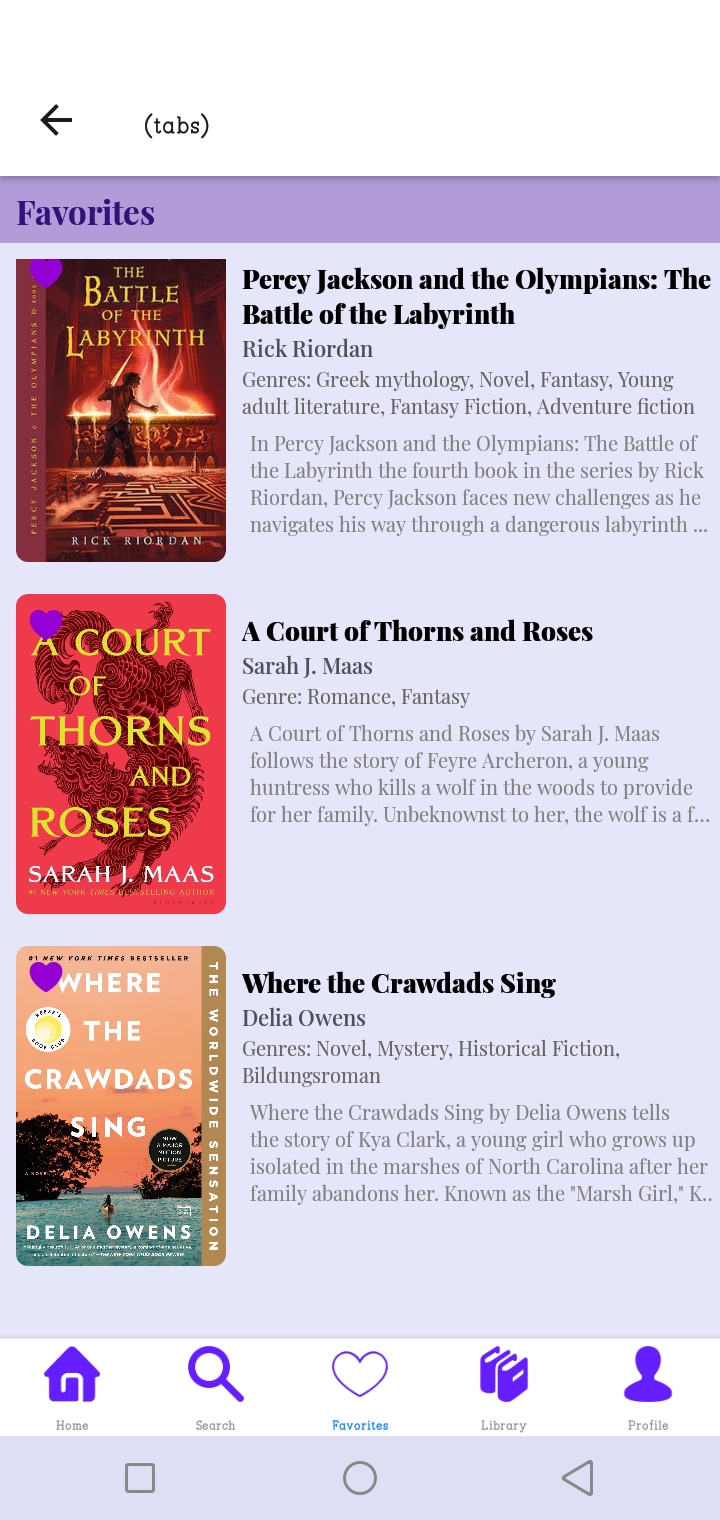 (tabs)
Favorites
THE
BATTLE
OF THE
LABYRINTH
PERCY JACKSON & THE OLYMPIANS
RICK RIORDAN
Percy Jackson and the Olympians: The
Battle of the Labyrinth
Rick Riordan
Genres: Greek mythology, Novel, Fantasy, Young
adult literature, Fantasy Fiction, Adventure fiction
In Percy Jackson and the Olympians: The Battle of
the Labyrinth the fourth book in the series by Rick
Riordan, Percy Jackson faces new challenges as he
navigates his way through a dangerous labyrinth ...
A COURT
OF
THORNS
AND
ROSES
SARAH J. MAAS
#1 NEW YORK TIMES BESTSELLING AUTHOR
A Court of Thorns and Roses
Sarah J. Maas
Genre: Romance, Fantasy
A Court of Thorns and Roses by Sarah J. Maas
follows the story of Feyre Archeron, a young
huntress who kills a wolf in the woods to provide
for her family. Unbeknownst to her, the wolf is a f...
#1 NEW YORK TIMES BESTSELLER
WHERE
THE
CRAWDADS
SING
NOW
A MAJOR
MOTION
PICTURE
A NOVEL
DELIA OWENS
THE WORLDWIDE SENSATION
Where the Crawdads Sing
Delia Owens
Genres: Novel, Mystery, Historical Fiction,
Bildungsroman
Where the Crawdads Sing by Delia Owens tells
the story of Kya Clark, a young girl who grows up
isolated in the marshes of North Carolina after her
family abandons her. Known as the "Marsh Girl," K..
Home
Search
Favorites
Library
Profile